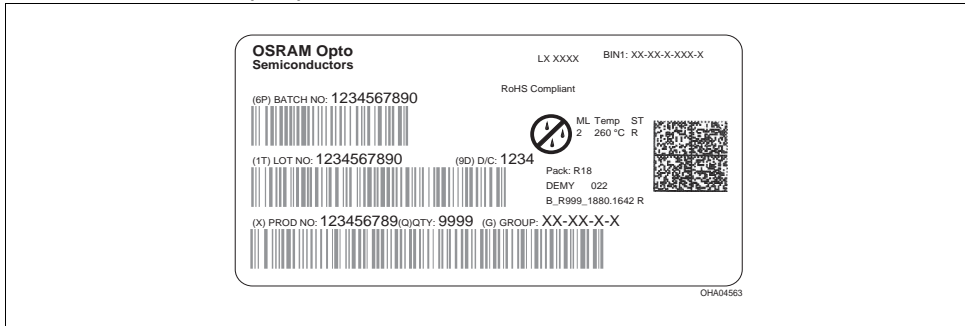 OSRAM Opto
Semiconductors
LX XXXX
BIN1: XX-XX-X-XXX-X
RoHS Compliant
(6P) BATCH NO: 1234567890
ML Temp ST
2 260 °C R
(1T) LOT NO: 1234567890 (9D) D/C: 1234
Pack: R18
DEMY 022
B_R999_1880.1642 R
(X) PROD NO: 123456789(Q)QTY: 9999 (G) GROUP: XX-XX-X-X
OHA04563